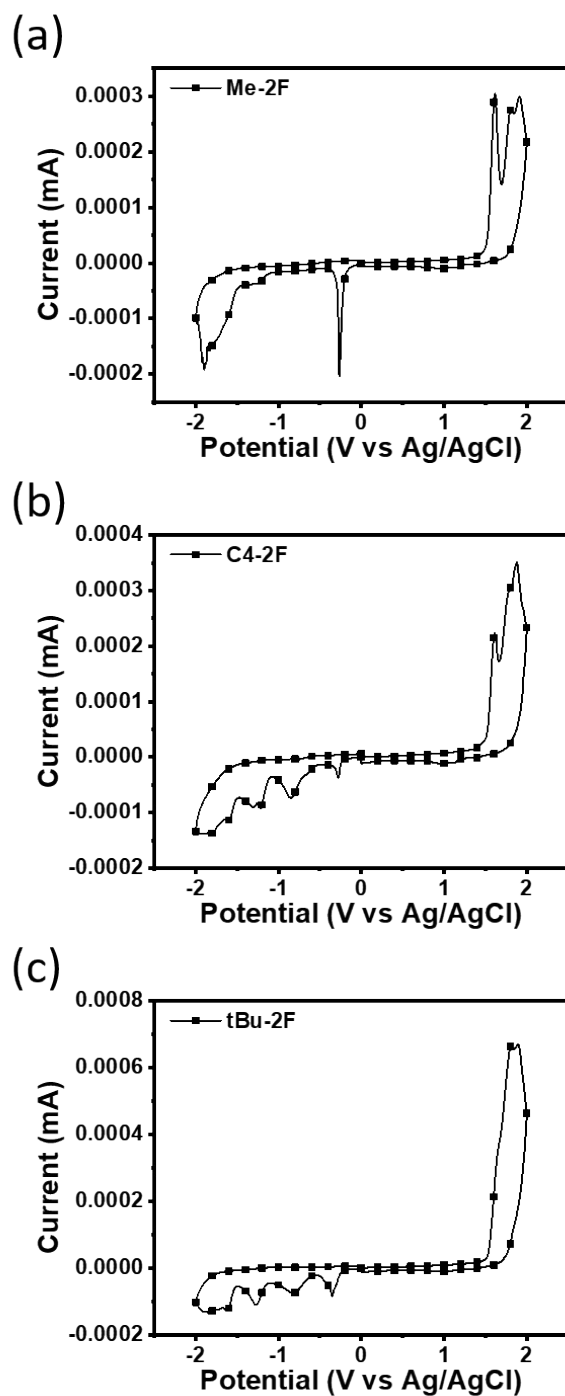 (a)
Me-2F
0.0003
0.0002
0.0001
0.0000
-0.0001
-0.0002
Current (mA)
-2 -1 0 1 2
Potential (V vs Ag/AgCl)
(b)
C4-2F
0.0004
0.0003
0.0002
0.0001
0.0000
-0.0001
-0.0002
Current (mA)
-2 -1 0 1 2
Potential (V vs Ag/AgCl)
(c)
tBu-2F
0.0008
0.0006
0.0004
0.0002
0.0000
-0.0002
Current (mA)
-2 -1 0 1 2
Potential (V vs Ag/AgCl)